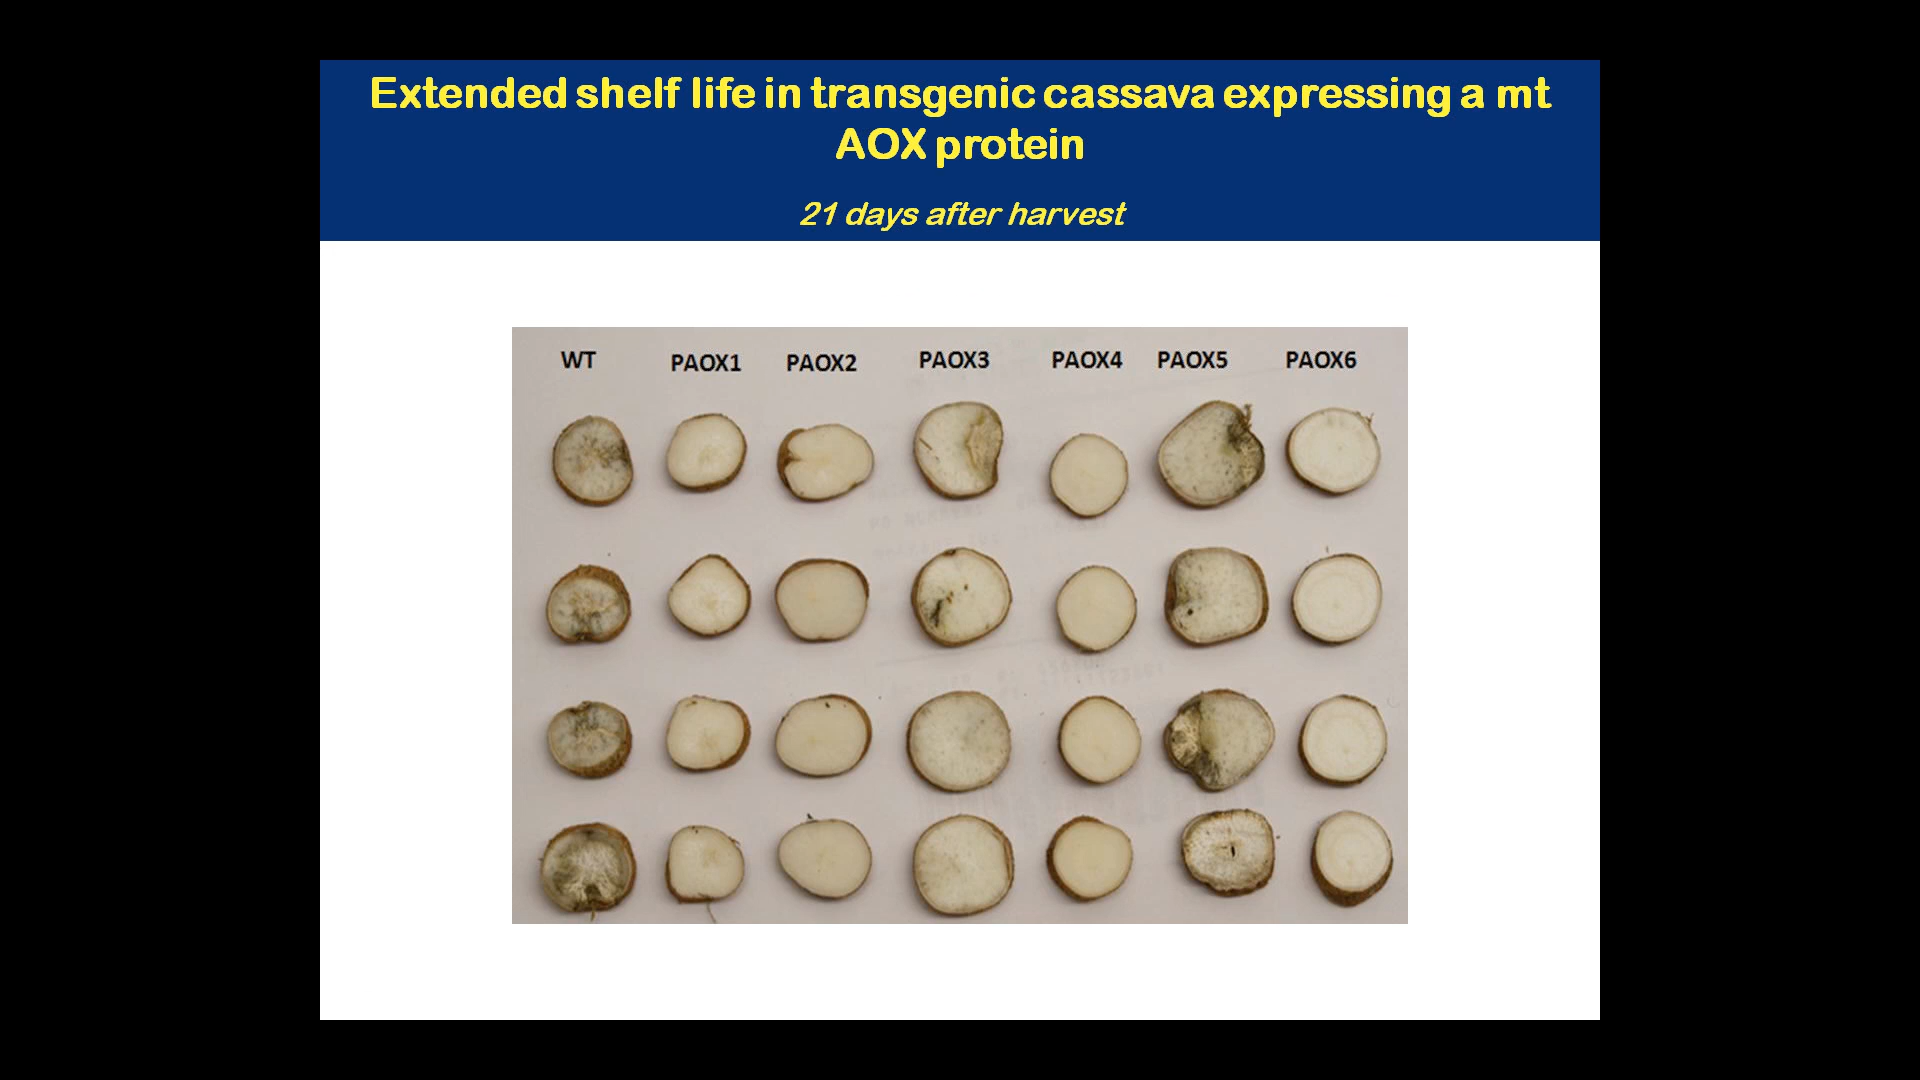 Extended shelf life in transgenic cassava expressing a mt
AOX protein
21 days after harvest
WT PAOX1 PAOX2 PAOX3 PAOX4 PAOX5 PAOX6